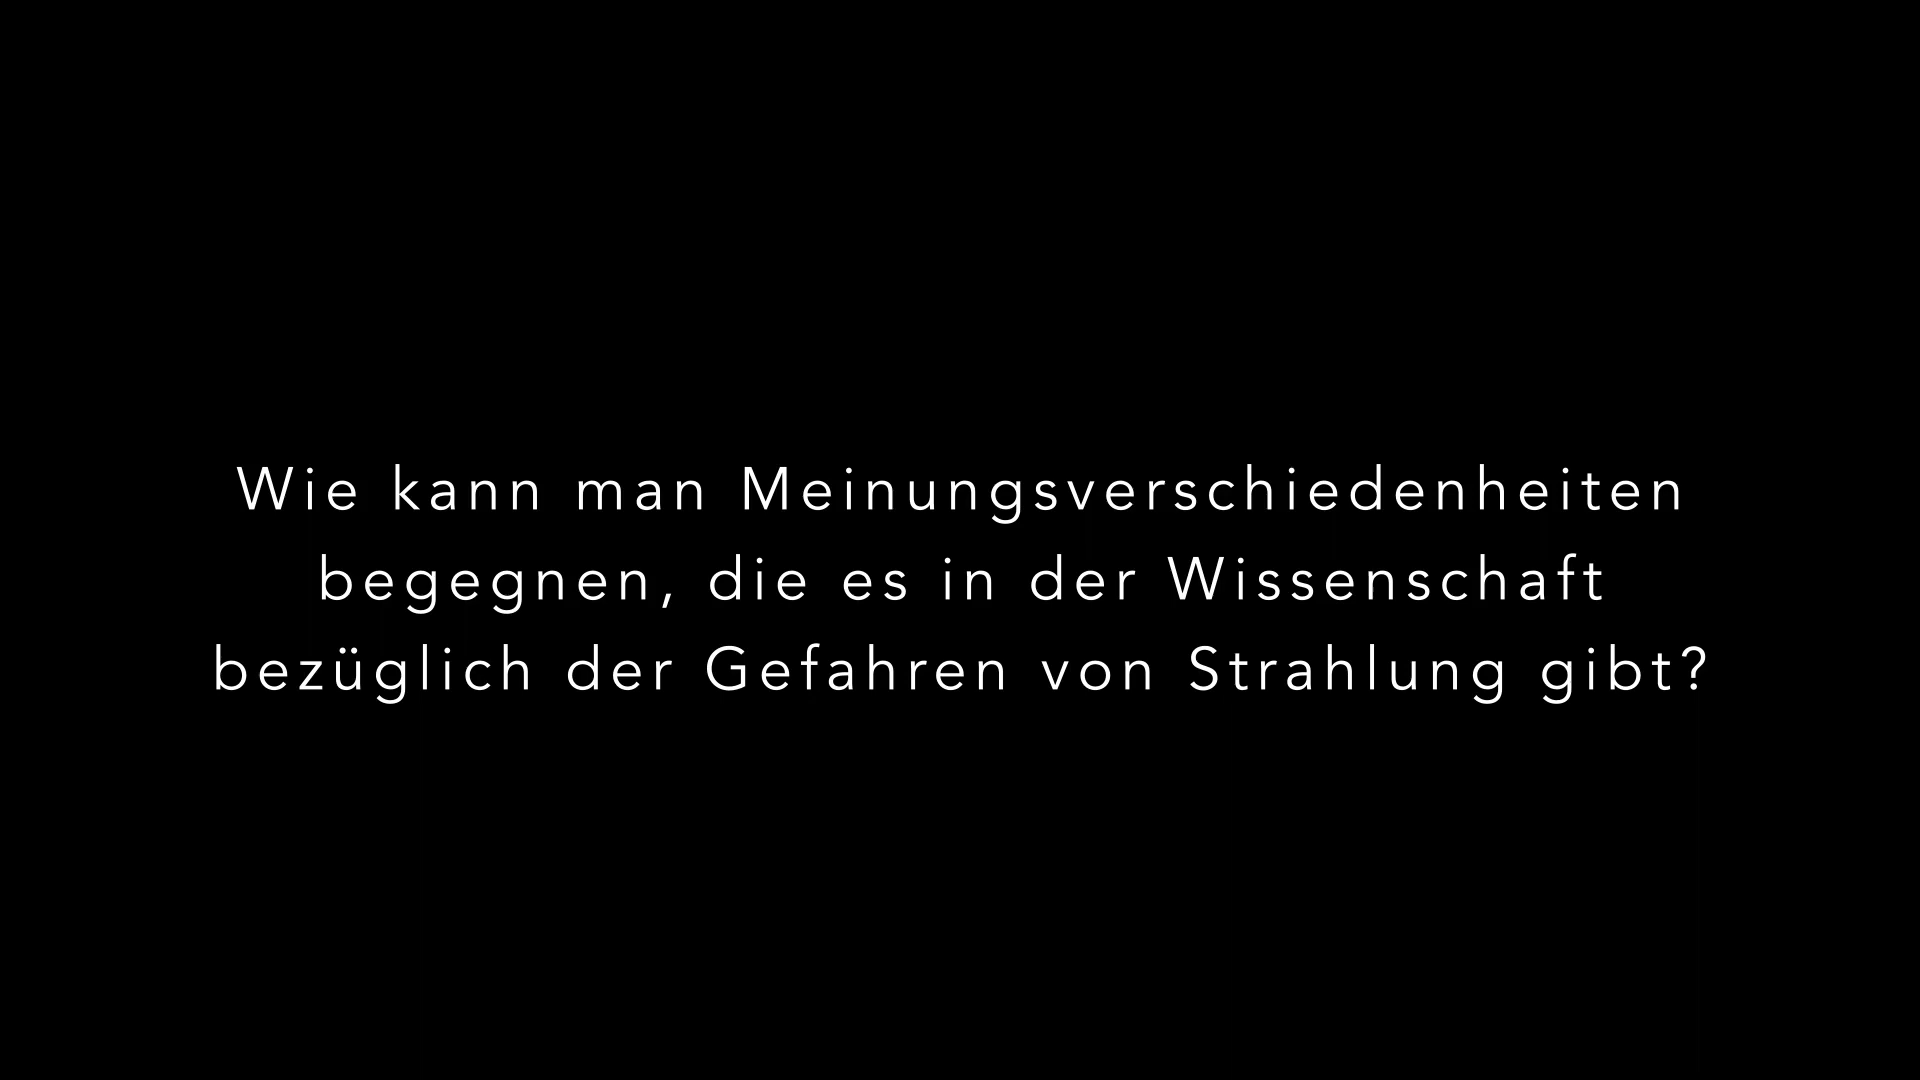 Wie kann man Meinungsverschiedenheiten
begegnen, die es in der Wissenschaft
bezüglich der Gefahren von Strahlung gibt?